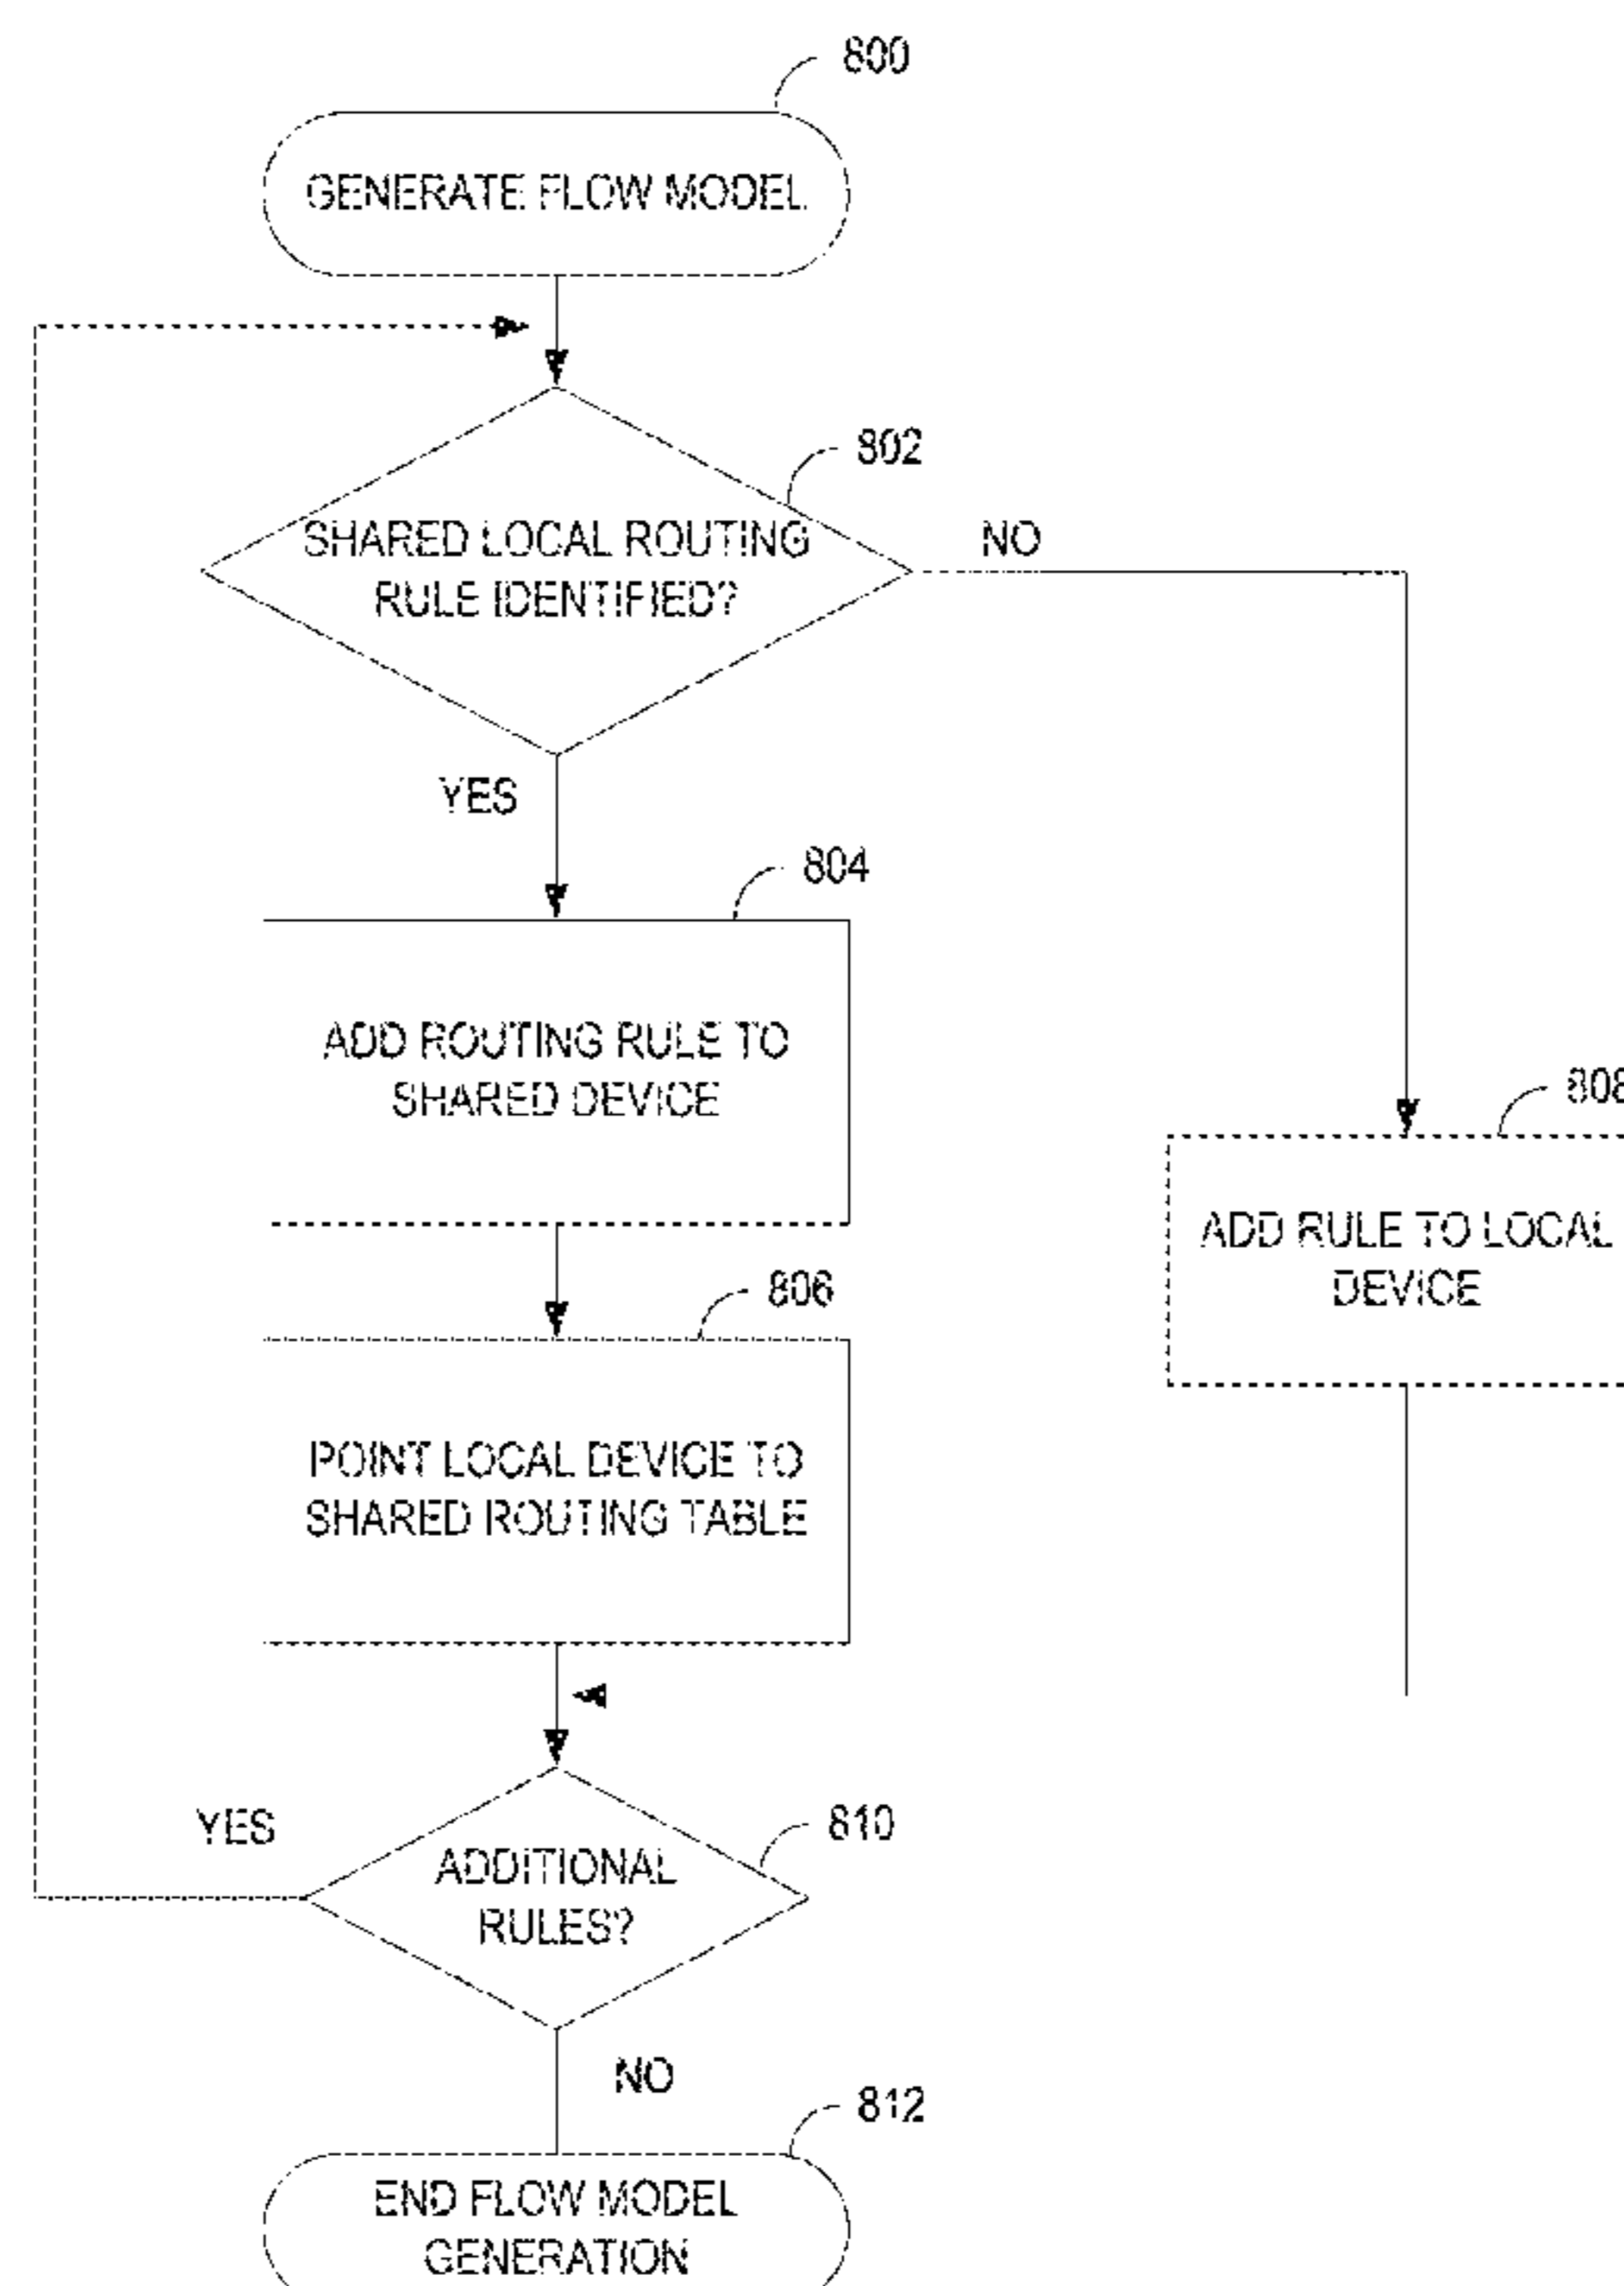 800
GENERATE FLOW MODEL
802
SHARED LOCAL ROUTING
RULE IDENTIFIED?
NO
YES
804
ADD ROUTING RULE TO
SHARED DEVICE
808
ADD RULE TO LOCAL
DEVICE
806
POINT LOCAL DEVICE TO
SHARED ROUTING TABLE
YES
810
ADDITIONAL
RULES?
NO
812
END FLOW MODEL
GENERATION